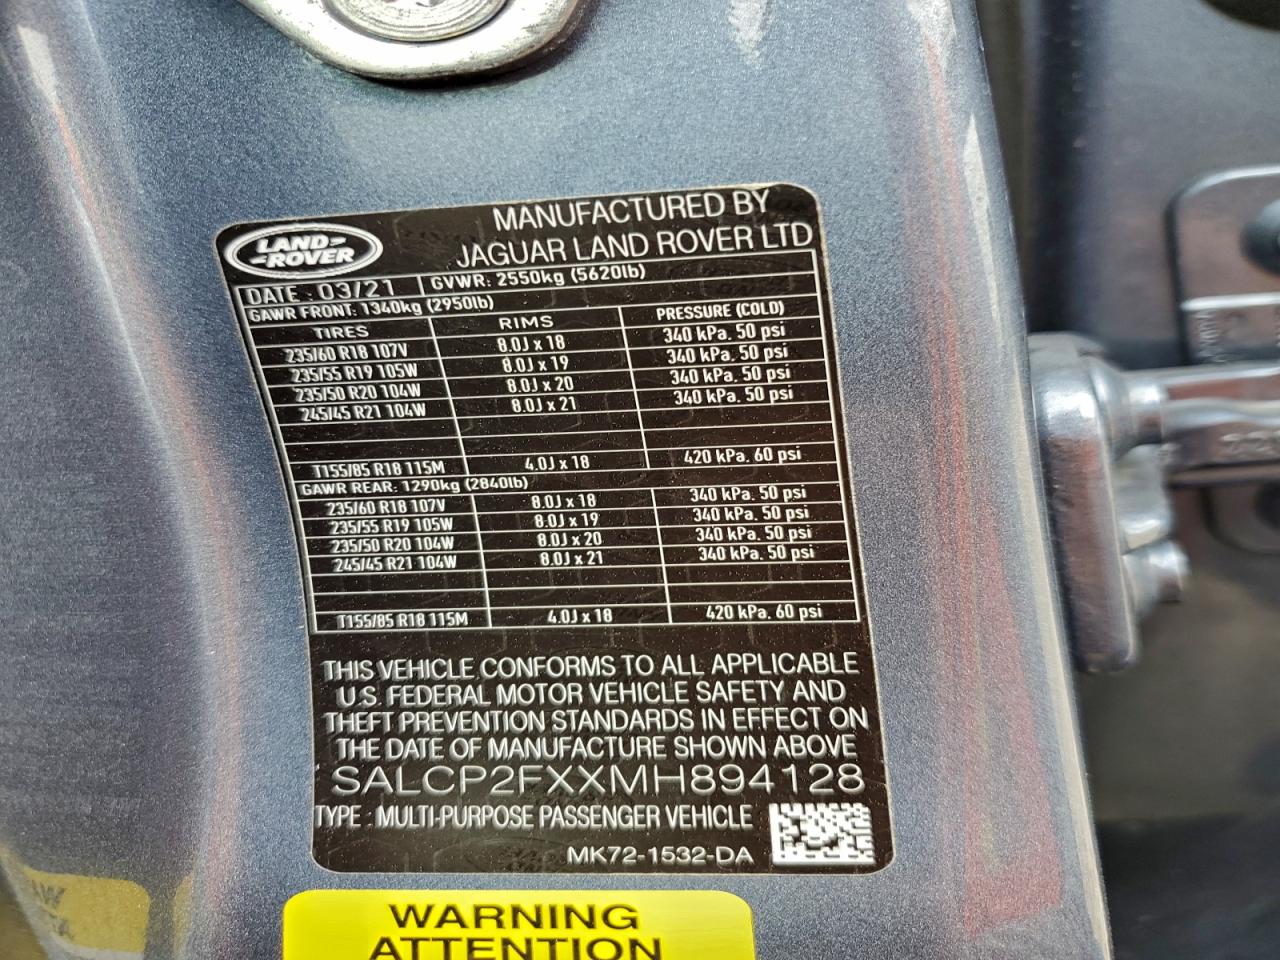 LAND-
-ROVER
MANUFACTURED BY
JAGUAR LAND ROVER LTD
DATE : 03/21 GVWR: 2550kg (5620lb)
GAWR FRONT: 1340kg (2950lb)
TIRES RIMS PRESSURE (COLD)
235/60 R18 107V 8.0J x 18 340 kPa. 50 psi
235/55 R19 105W 8.0J x 19 340 kPa. 50 psi
235/50 R20 104W 8.0J x 20 340 kPa. 50 psi
245/45 R21 104W 8.0J x 21 340 kPa. 50 psi
T155/85 R18 115M 4.0J x 18 420 kPa. 60 psi
GAWR REAR: 1290kg (2840lb)
235/60 R18 107V 8.0J x 18 340 kPa. 50 psi
235/55 R19 105W 8.0J x 19 340 kPa. 50 psi
235/50 R20 104W 8.0J x 20 340 kPa. 50 psi
245/45 R21 104W 8.0J x 21 340 kPa. 50 psi
T155/85 R18 115M 4.0J x 18 420 kPa. 60 psi
THIS VEHICLE CONFORMS TO ALL APPLICABLE
U.S. FEDERAL MOTOR VEHICLE SAFETY AND
THEFT PREVENTION STANDARDS IN EFFECT ON
THE DATE OF MANUFACTURE SHOWN ABOVE
SALCP2FXXMH894128
TYPE : MULTI-PURPOSE PASSENGER VEHICLE
MK72-1532-DA
WARNING
ATTENTION